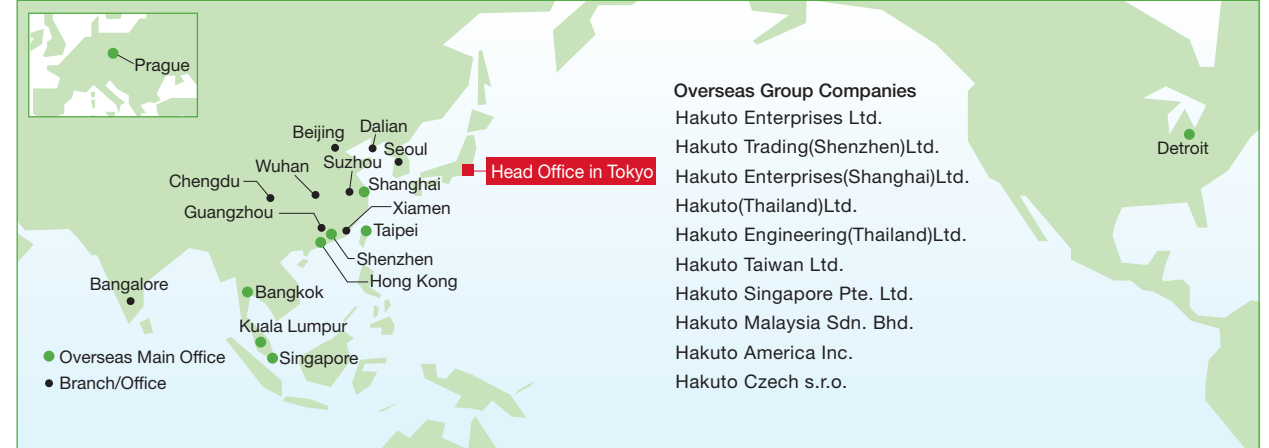 Prague
Beijing
Dalian
Seoul
Wuhan
Suzhou
Chengdu
Shanghai
Guangzhou
Xiamen
Taipei
Shenzhen
Hong Kong
Bangalore
Bangkok
Kuala Lumpur
Singapore
Overseas Main Office
Branch/Office
Head Office in Tokyo
Overseas Group Companies
Hakuto Enterprises Ltd.
Hakuto Trading(Shenzhen)Ltd.
Hakuto Enterprises(Shanghai)Ltd.
Hakuto(Thailand)Ltd.
Hakuto Engineering(Thailand)Ltd.
Hakuto Taiwan Ltd.
Hakuto Singapore Pte. Ltd.
Hakuto Malaysia Sdn. Bhd.
Hakuto America Inc.
Hakuto Czech s.r.o.
Detroit